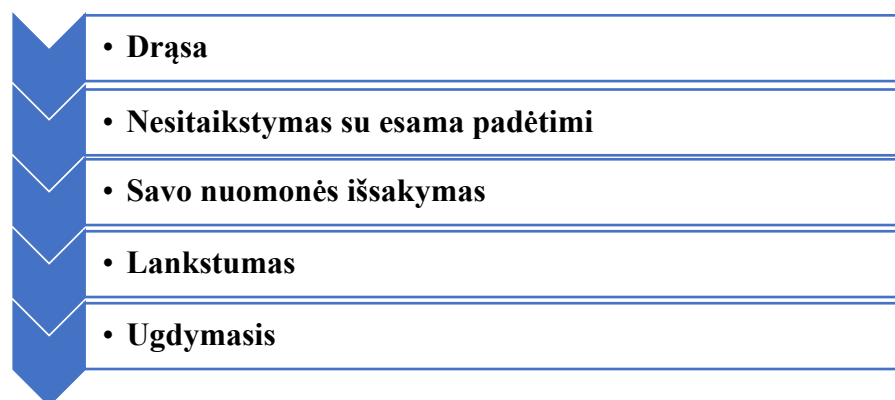 • Drąsa
• Nesitaikstymas su esama padėtimi
• Savo nuomonės išsakymas
• Lankstumas
• Ugdymasis